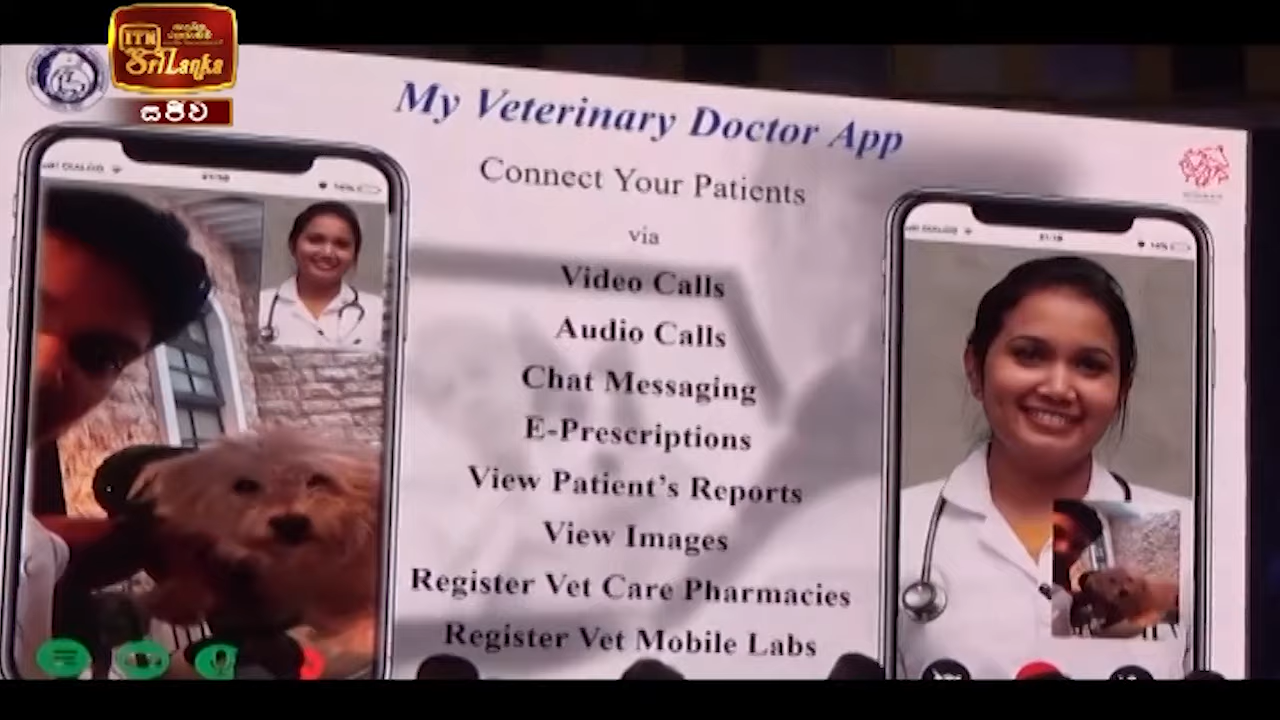 ITN
Sri Lanka
සජීව
My Veterinary Doctor App
Connect Your Patients
via
Video Calls
Audio Calls
Chat Messaging
E-Prescriptions
View Patient's Reports
View Images
Register Vet Care Pharmacies
Register Vet Mobile Labs